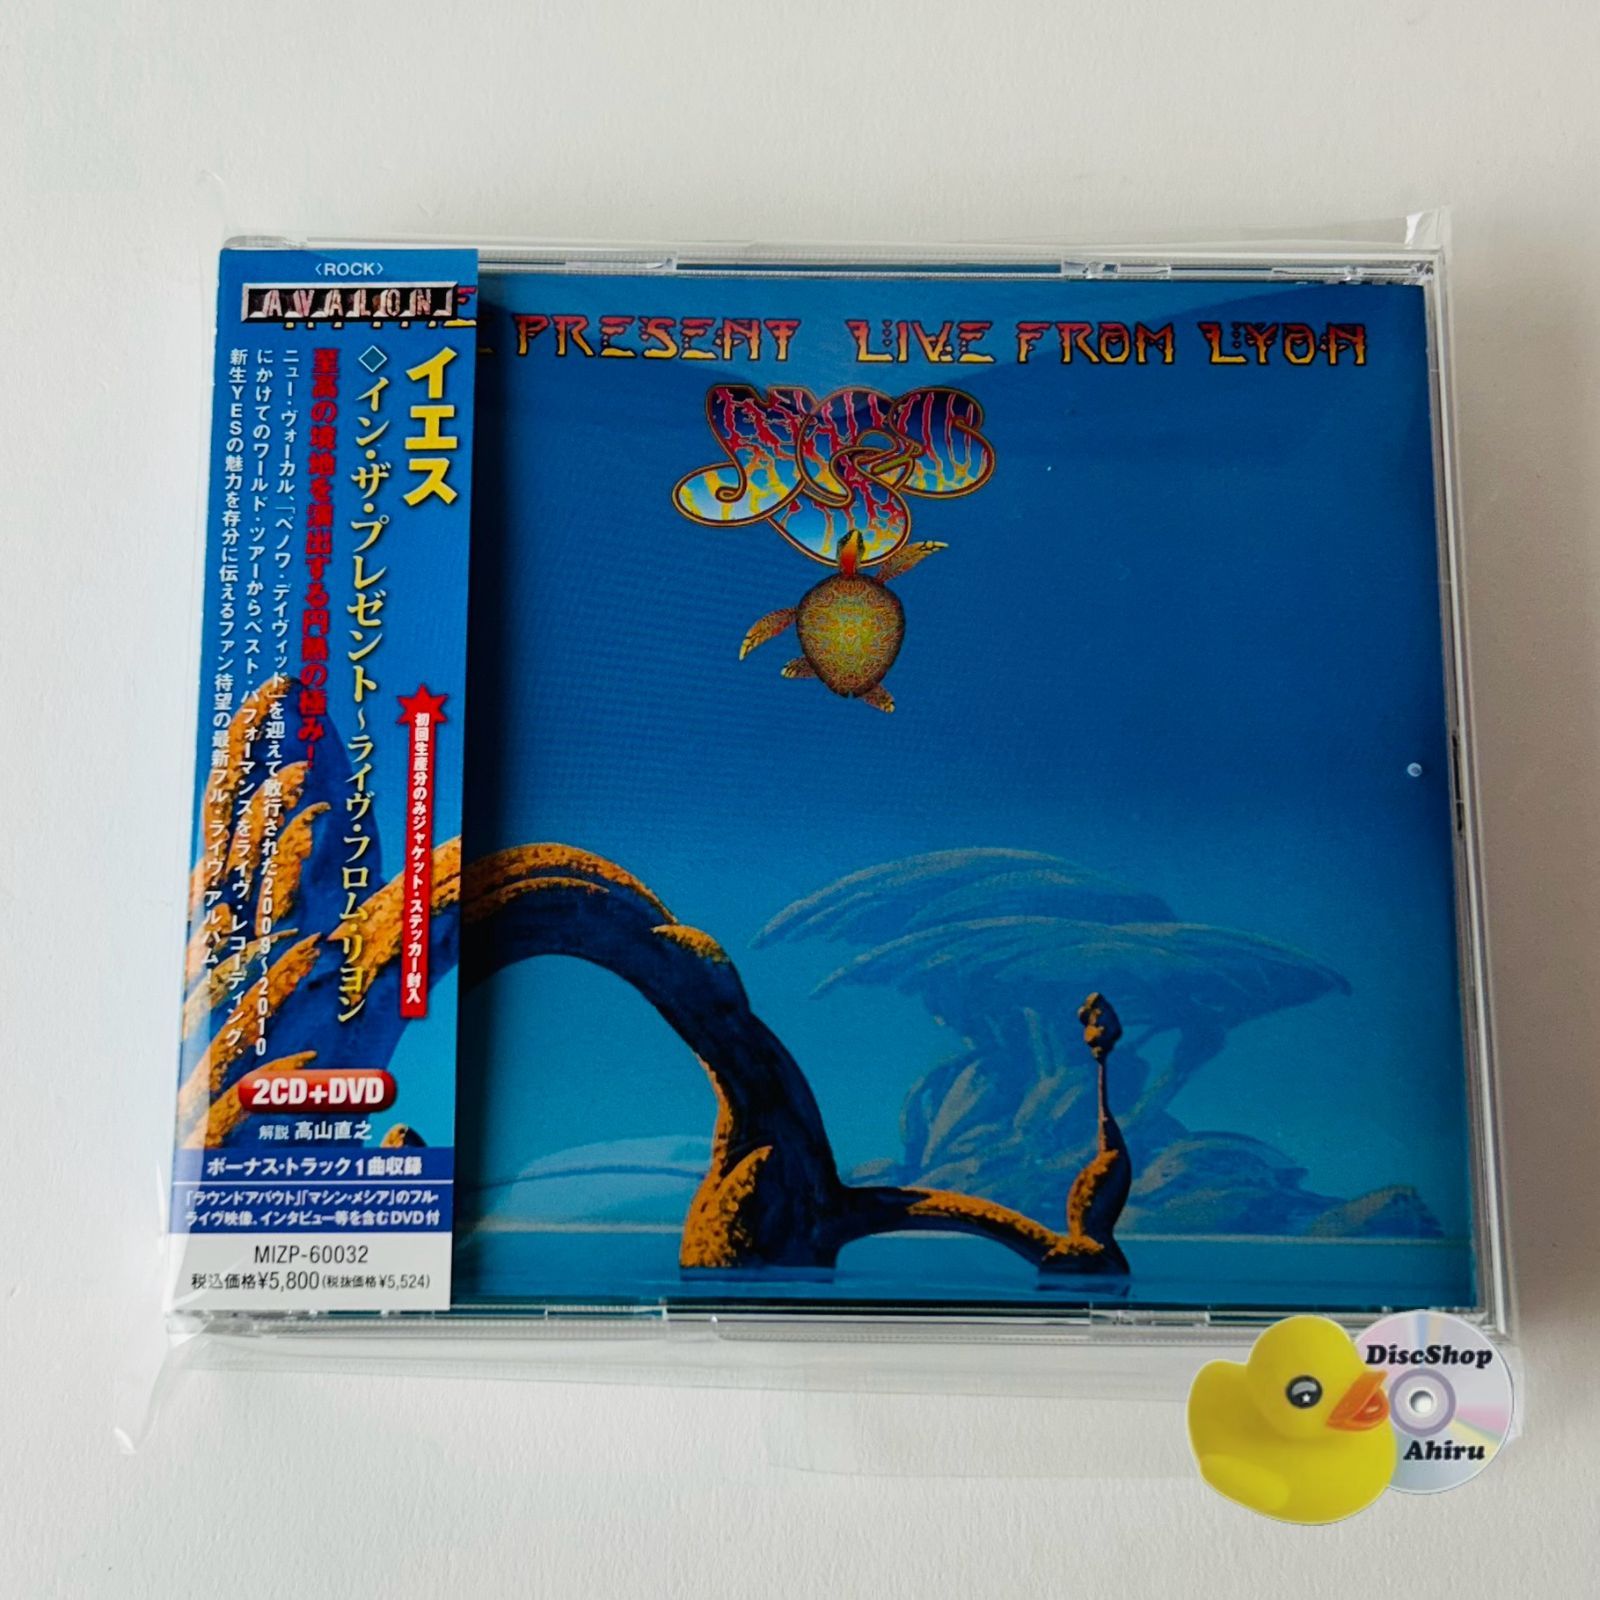 〈ROCK〉
AVALON
イエス
◇イン・ザ・プレゼント～ライヴ・フロム・リヨン
至高の境地を演出する円熟の極み！
ニュー・ヴォーカル、「ベノワ・デイヴィッド」を迎えて敢行された2009～2010
にかけてのワールド・ツアーからベスト・パフォーマンスをライヴ・レコーディング、
新生YESの魅力を存分に伝えるファン待望の最新フル・ライヴ・アルバム！
初回生産分のみジャケット・ステッカー封入
2CD+DVD
解説 高山直之
ボーナス・トラック1曲収録
「ラウンドアバウト」「マシン・メシア」のフル・
ライヴ映像、インタビュー等を含むDVD付
MIZP-60032
税込価格¥5,800(税抜価格¥5,524)
PRESENT LIVE FROM LYON
YES
DiscShop
Ahiru